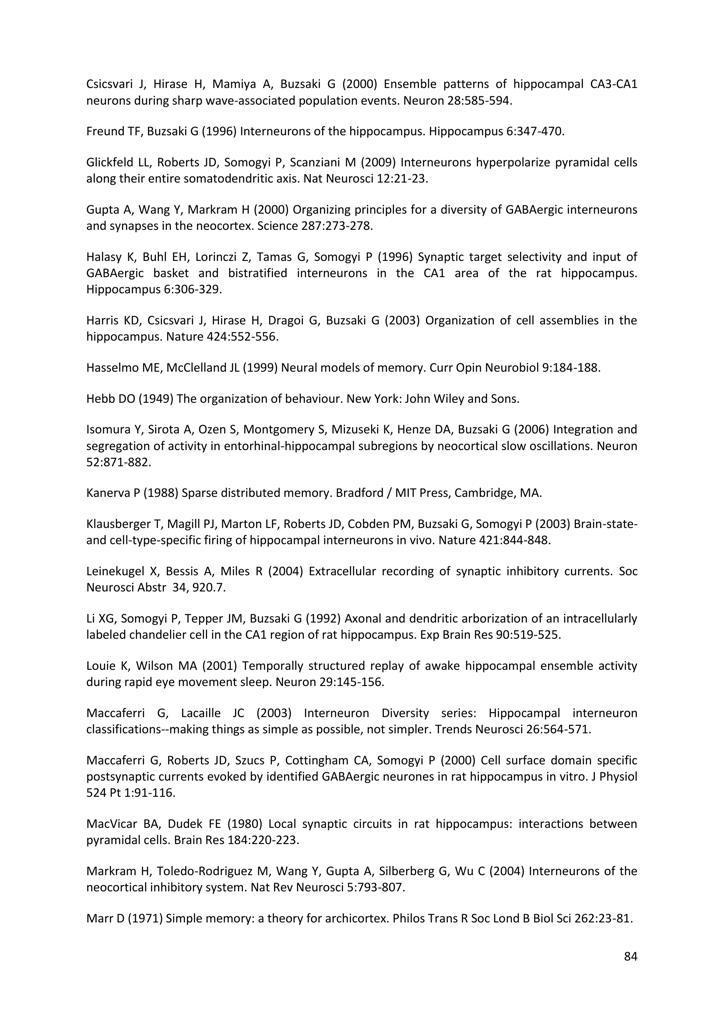 Csicsvari J, Hirase H, Mamiya A, Buzsaki G (2000) Ensemble patterns of hippocampal CA3-CA1
neurons during sharp wave-associated population events. Neuron 28:585-594.
Freund TF, Buzsaki G (1996) Interneurons of the hippocampus. Hippocampus 6:347-470.
Glickfeld LL, Roberts JD, Somogyi P, Scanziani M (2009) Interneurons hyperpolarize pyramidal cells
along their entire somatodendritic axis. Nat Neurosci 12:21-23.
Gupta A, Wang Y, Markram H (2000) Organizing principles for a diversity of GABAergic interneurons
and synapses in the neocortex. Science 287:273-278.
Halasy K, Buhl EH, Lorinczi Z, Tamas G, Somogyi P (1996) Synaptic target selectivity and input of
GABAergic basket and bistratified interneurons in the CA1 area of the rat hippocampus.
Hippocampus 6:306-329.
Harris KD, Csicsvari J, Hirase H, Dragoi G, Buzsaki G (2003) Organization of cell assemblies in the
hippocampus. Nature 424:552-556.
Hasselmo ME, McClelland JL (1999) Neural models of memory. Curr Opin Neurobiol 9:184-188.
Hebb DO (1949) The organization of behaviour. New York: John Wiley and Sons.
Isomura Y, Sirota A, Ozen S, Montgomery S, Mizuseki K, Henze DA, Buzsaki G (2006) Integration and
segregation of activity in entorhinal-hippocampal subregions by neocortical slow oscillations. Neuron
52:871-882.
Kanerva P (1988) Sparse distributed memory. Bradford / MIT Press, Cambridge, MA.
Klausberger T, Magill PJ, Marton LF, Roberts JD, Cobden PM, Buzsaki G, Somogyi P (2003) Brain-state-
and cell-type-specific firing of hippocampal interneurons in vivo. Nature 421:844-848.
Leinekugel X, Bessis A, Miles R (2004) Extracellular recording of synaptic inhibitory currents. Soc
Neurosci Abstr 34, 920.7.
Li XG, Somogyi P, Tepper JM, Buzsaki G (1992) Axonal and dendritic arborization of an intracellularly
labeled chandelier cell in the CA1 region of rat hippocampus. Exp Brain Res 90:519-525.
Louie K, Wilson MA (2001) Temporally structured replay of awake hippocampal ensemble activity
during rapid eye movement sleep. Neuron 29:145-156.
Maccaferri G, Lacaille JC (2003) Interneuron Diversity series: Hippocampal interneuron
classifications--making things as simple as possible, not simpler. Trends Neurosci 26:564-571.
Maccaferri G, Roberts JD, Szucs P, Cottingham CA, Somogyi P (2000) Cell surface domain specific
postsynaptic currents evoked by identified GABAergic neurones in rat hippocampus in vitro. J Physiol
524 Pt 1:91-116.
MacVicar BA, Dudek FE (1980) Local synaptic circuits in rat hippocampus: interactions between
pyramidal cells. Brain Res 184:220-223.
Markram H, Toledo-Rodriguez M, Wang Y, Gupta A, Silberberg G, Wu C (2004) Interneurons of the
neocortical inhibitory system. Nat Rev Neurosci 5:793-807.
Marr D (1971) Simple memory: a theory for archicortex. Philos Trans R Soc Lond B Biol Sci 262:23-81.
84